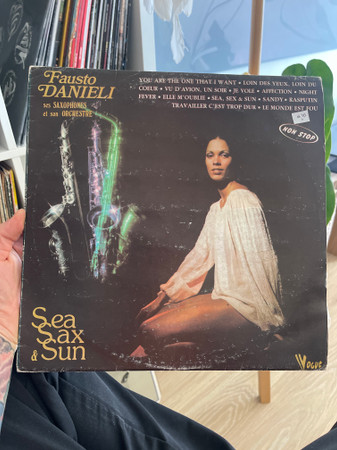 Fausto
DANIELI
ses SAXOPHONES
et son ORCHESTRE
YOU ARE THE ONE THAT I WANT • LOIN DES YEUX, LOIN DU
COEUR • VU D'AVION, UN SOIR • JE VOLE • AFFECTION • NIGHT
FEVER • ELLE M'OUBLIE • SEA, SEX & SUN • SANDY • RASPUTIN
TRAVAILLER C'EST TROP DUR • LE MONDE EST FOU
NON STOP
Sea
Sax
& Sun
VOGUE